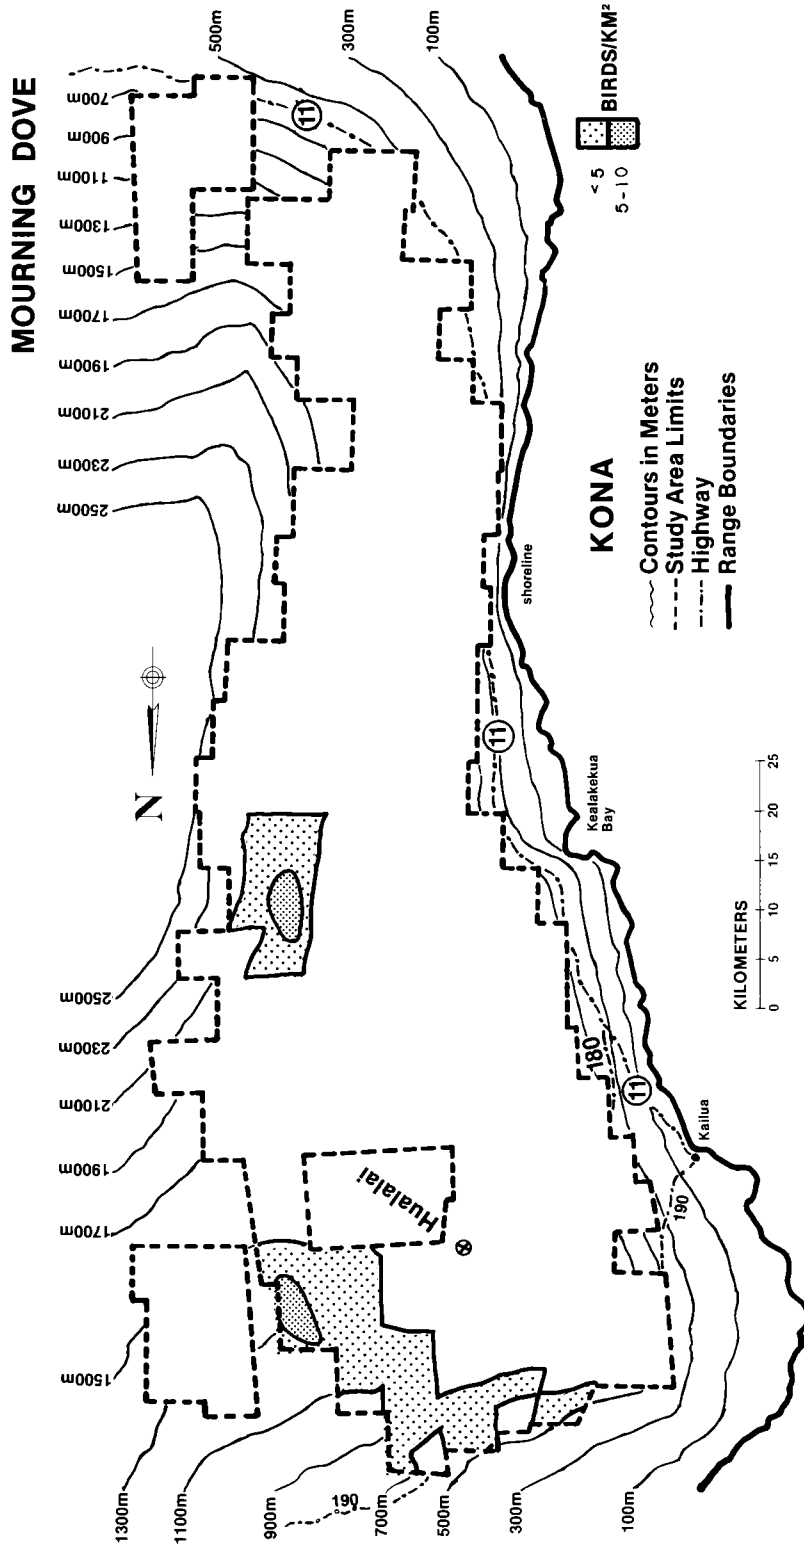 MOURNING DOVE
700m
900m
1100m
1300m
1500m
1700m
1900m
2100m
2300m
2500m
500m
300m
100m
11
< 5
5-10
BIRDS/KM²
KONA
Contours in Meters
Study Area Limits
Highway
Range Boundaries
shoreline
N
11
Kealakekua
Bay
KILOMETERS
0
5
10
15
20
25
2500m
2300m
2100m
1900m
1700m
1500m
180
11
Kailua
190
Hualalai
1300m
1100m
900m
190
700m
500m
300m
100m